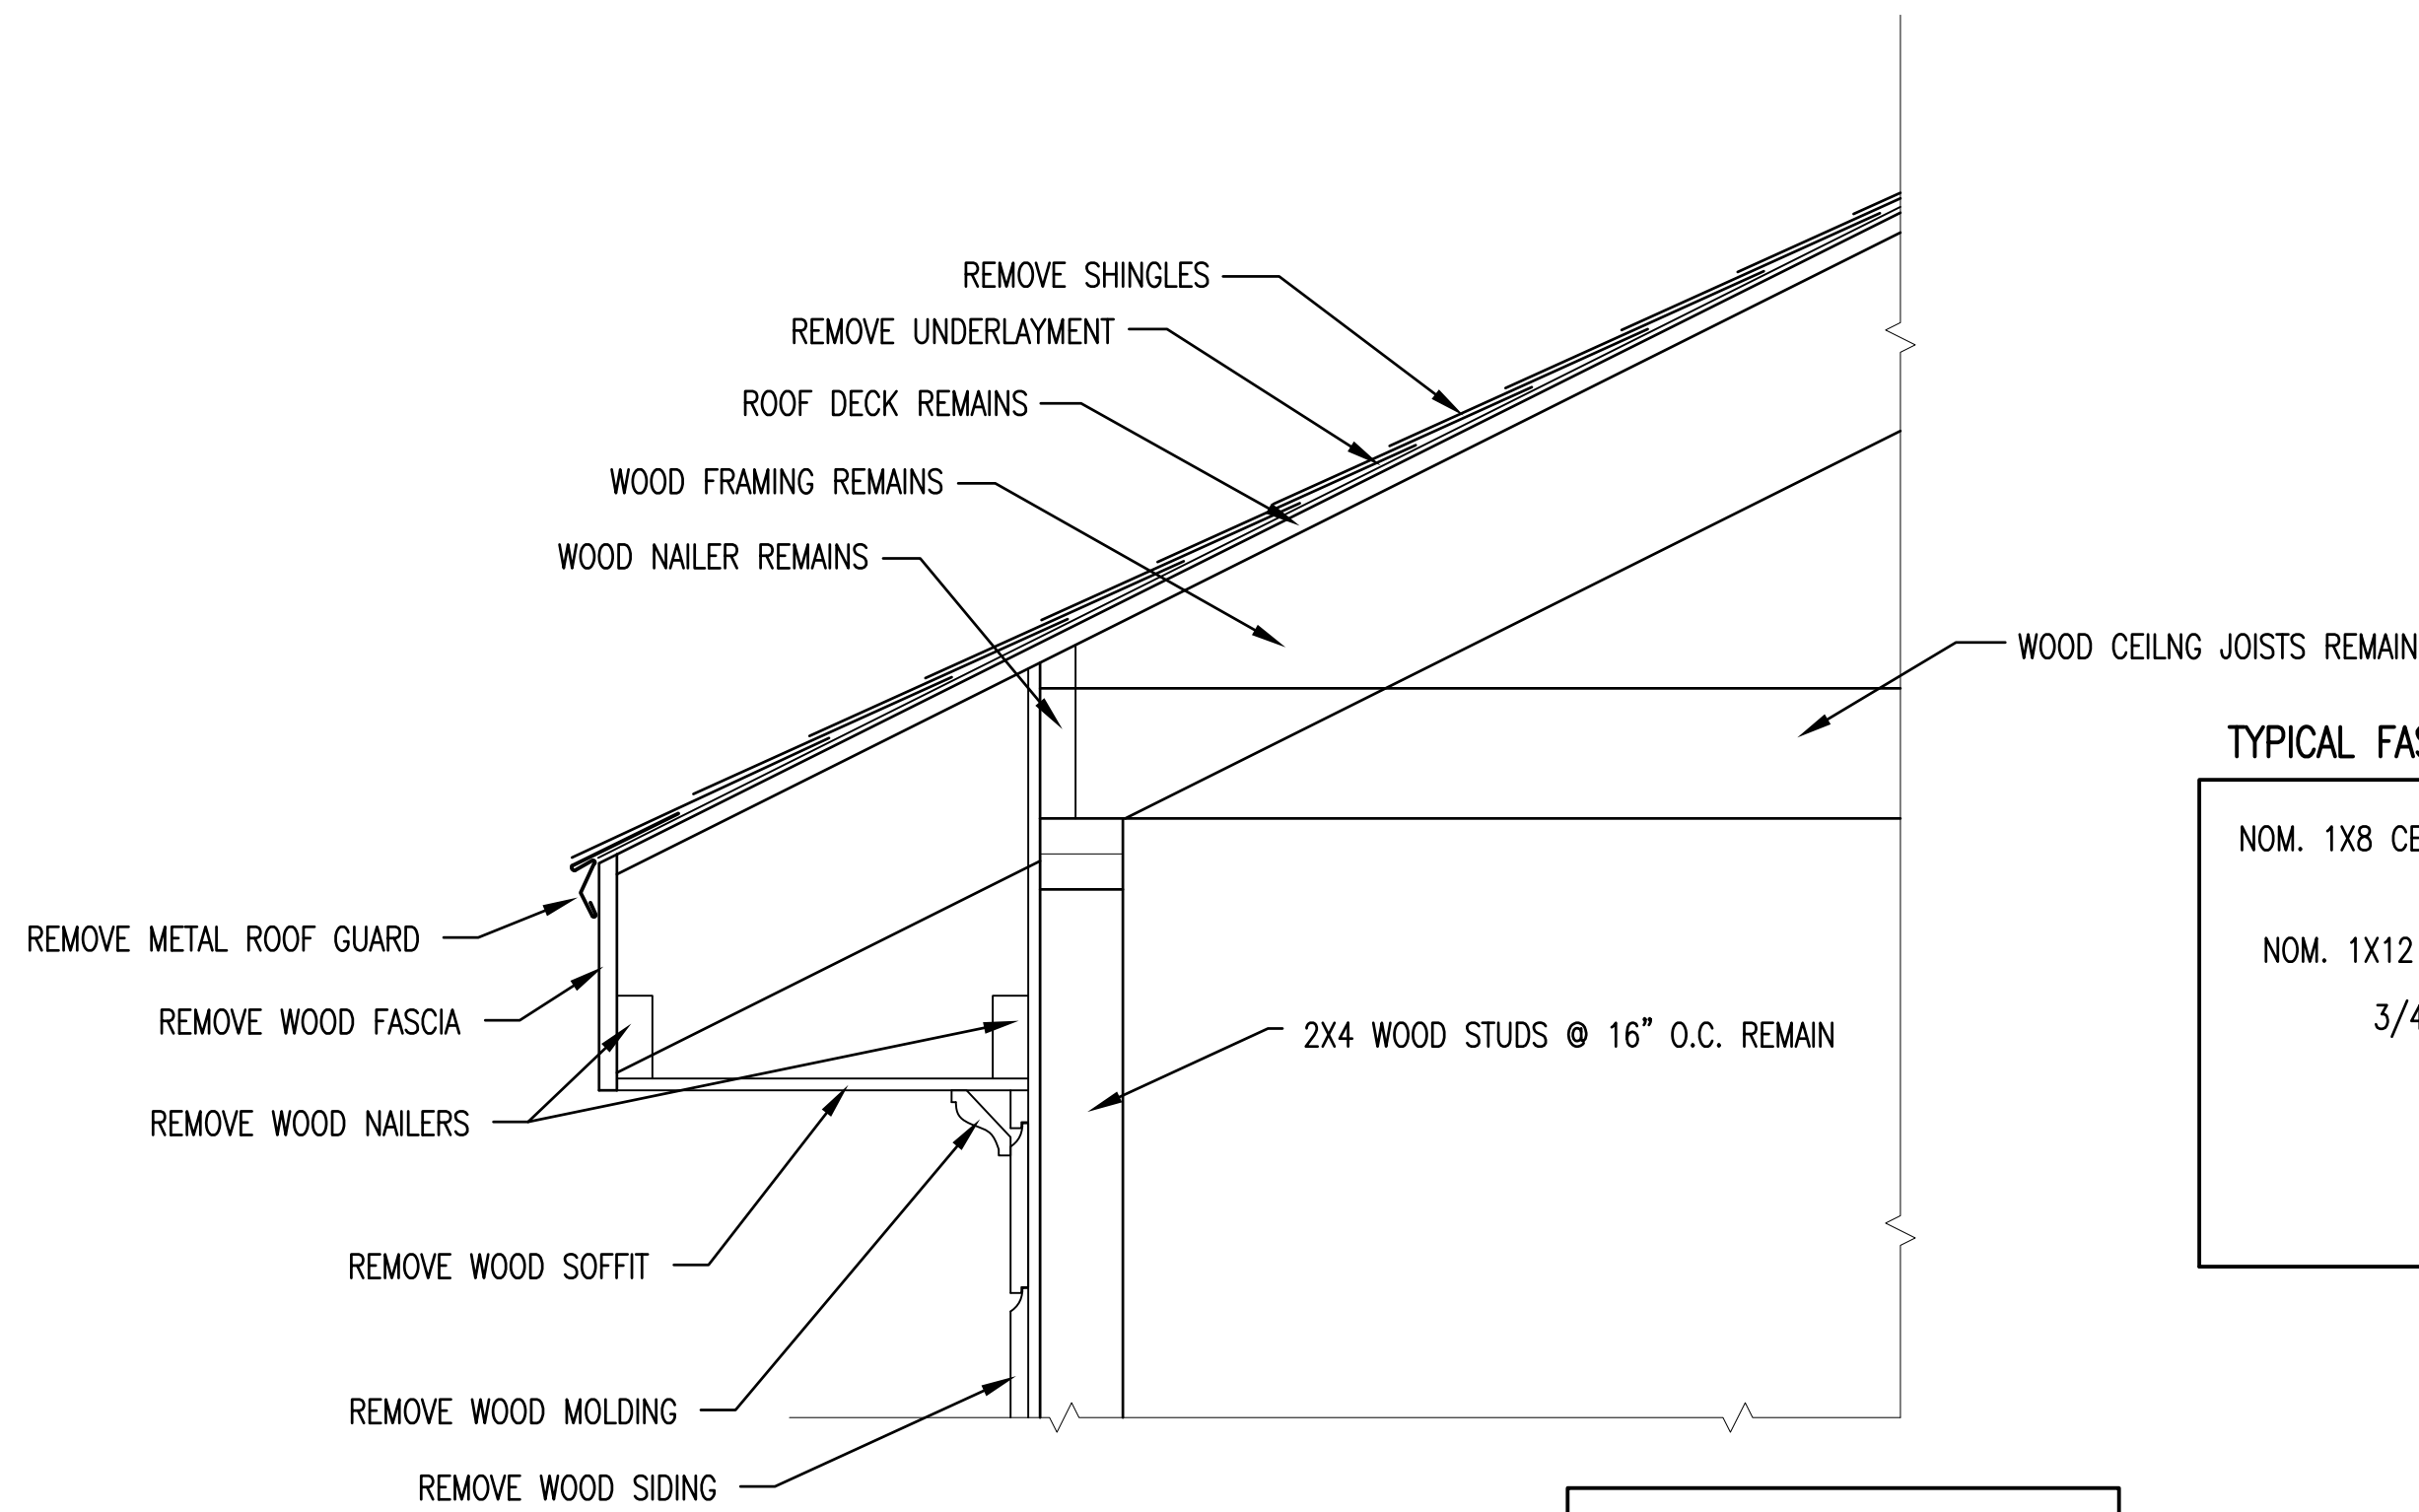 REMOVE SHINGLES
REMOVE UNDERLAYMENT
ROOF DECK REMAINS
WOOD FRAMING REMAINS
WOOD NAILER REMAINS
WOOD CEILNG JOISTS REMAIN
TYPICAL
NOM. 1X8
REMOVE METAL ROOF GUARD
NOM. 1X12
REMOVE WOOD FASCIA
2X4 WOOD STUDS @ 16" O.C. REMAIN
REMOVE WOOD NAILERS
REMOVE WOOD SOFFIT
REMOVE WOOD MOLDING
REMOVE WOOD SIDING